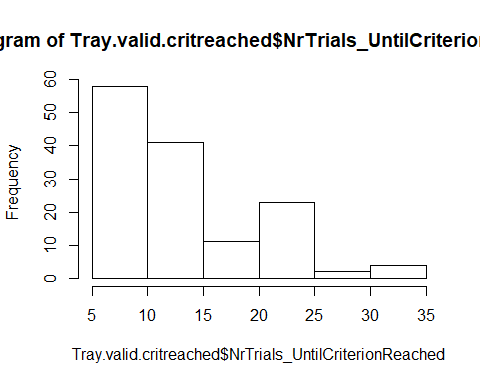 gram of Tray.valid.critreached$NrTrials_UntilCriterion
Frequency
60
50
40
30
20
10
0
5 10 15 20 25 30 35
Tray.valid.critreached$NrTrials_UntilCriterionReached